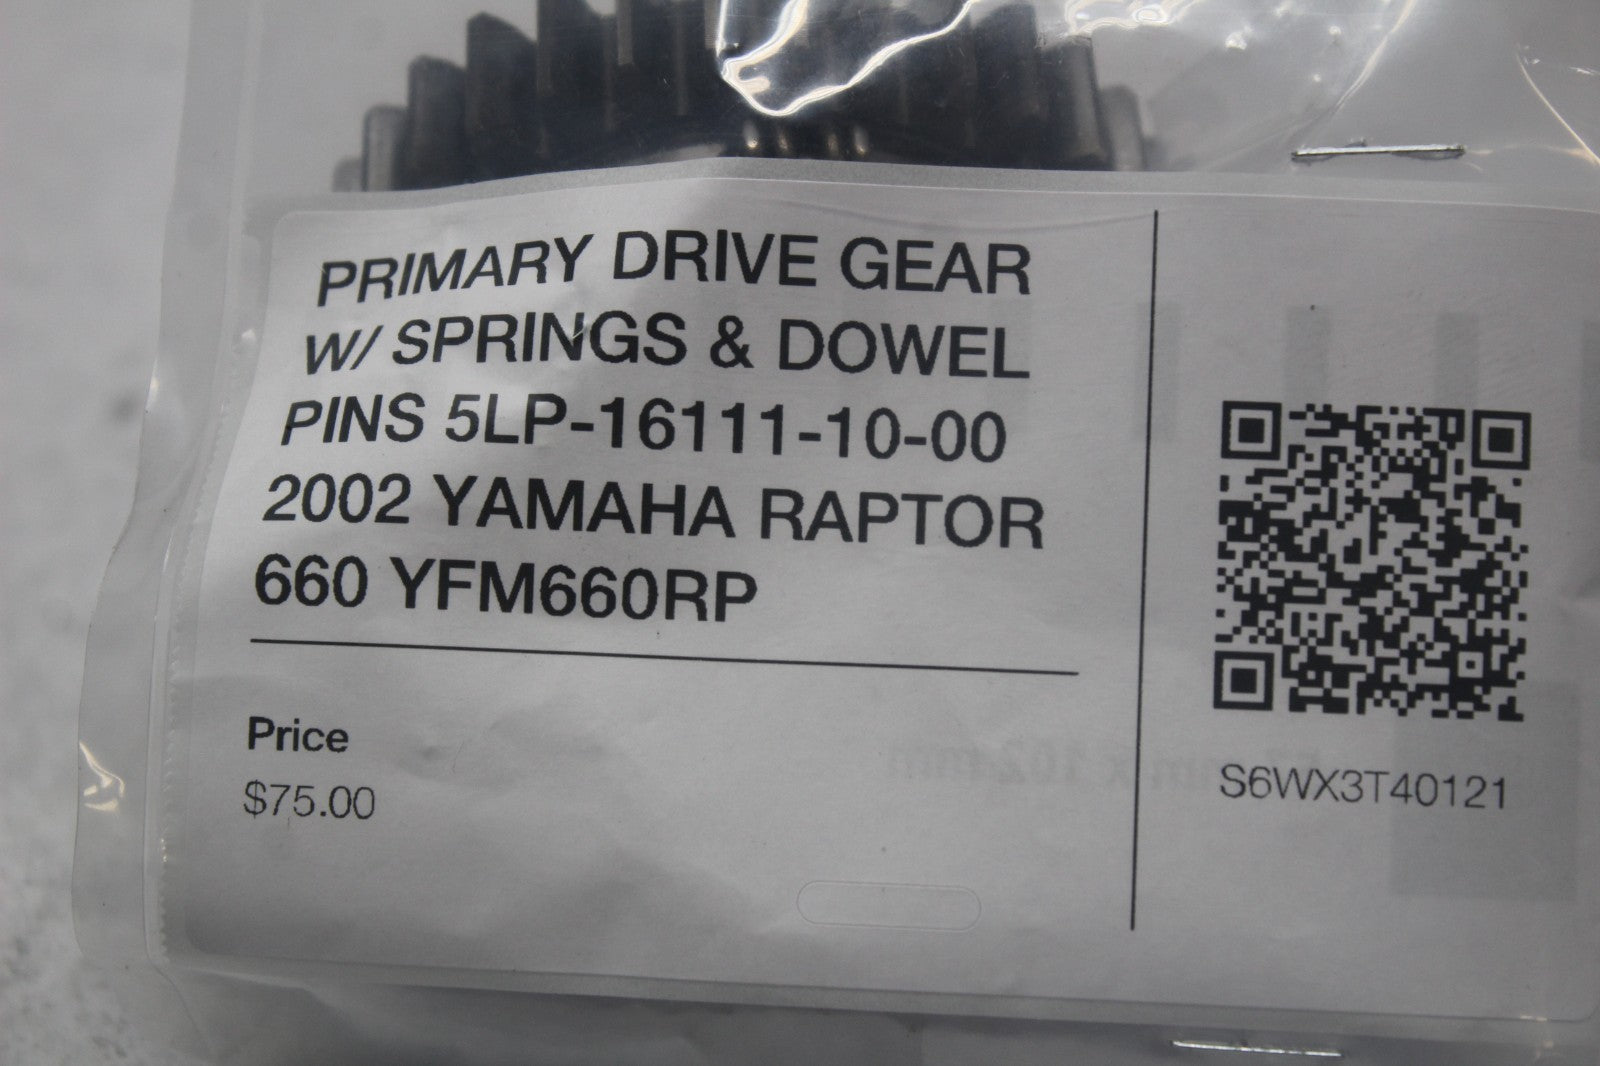 PRIMARY DRIVE GEAR
W/ SPRINGS & DOWEL
PINS 5LP-16111-10-00
2002 YAMAHA RAPTOR
660 YFM660RP
Price
$75.00
S6WX3T40121